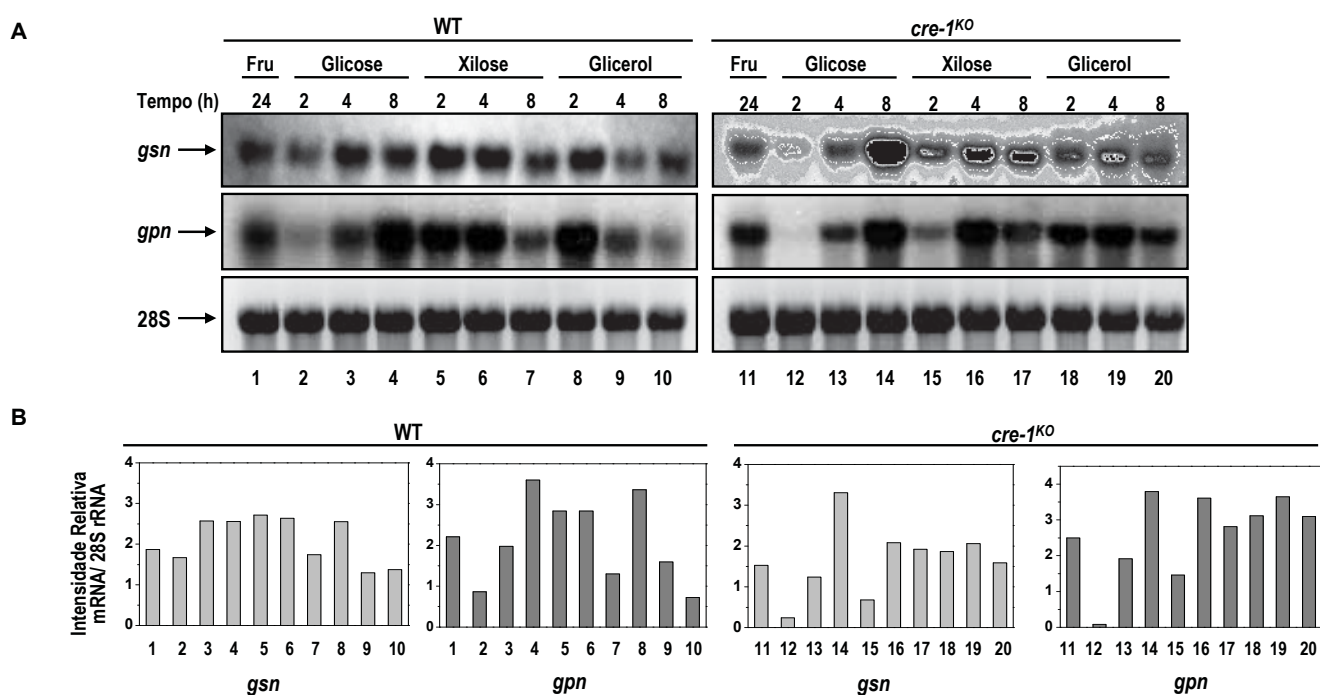 A
WT
cre-1KO
Fru Glicose Xilose Glicerol
Fru Glicose Xilose Glicerol
Tempo (h) 24 2 4 8 2 4 8 2 4 8
24 2 4 8 2 4 8 2 4 8
gsn
gpn
28S
1 2 3 4 5 6 7 8 9 10
11 12 13 14 15 16 17 18 19 20
B
WT
cre-1KO
Intensidade Relativa
mRNA/ 28S rRNA
4
3
2
1
0
1 2 3 4 5 6 7 8 9 10
gsn
4
3
2
1
0
1 2 3 4 5 6 7 8 9 10
gpn
4
3
2
1
0
11 12 13 14 15 16 17 18 19 20
gsn
4
3
2
1
0
11 12 13 14 15 16 17 18 19 20
gpn